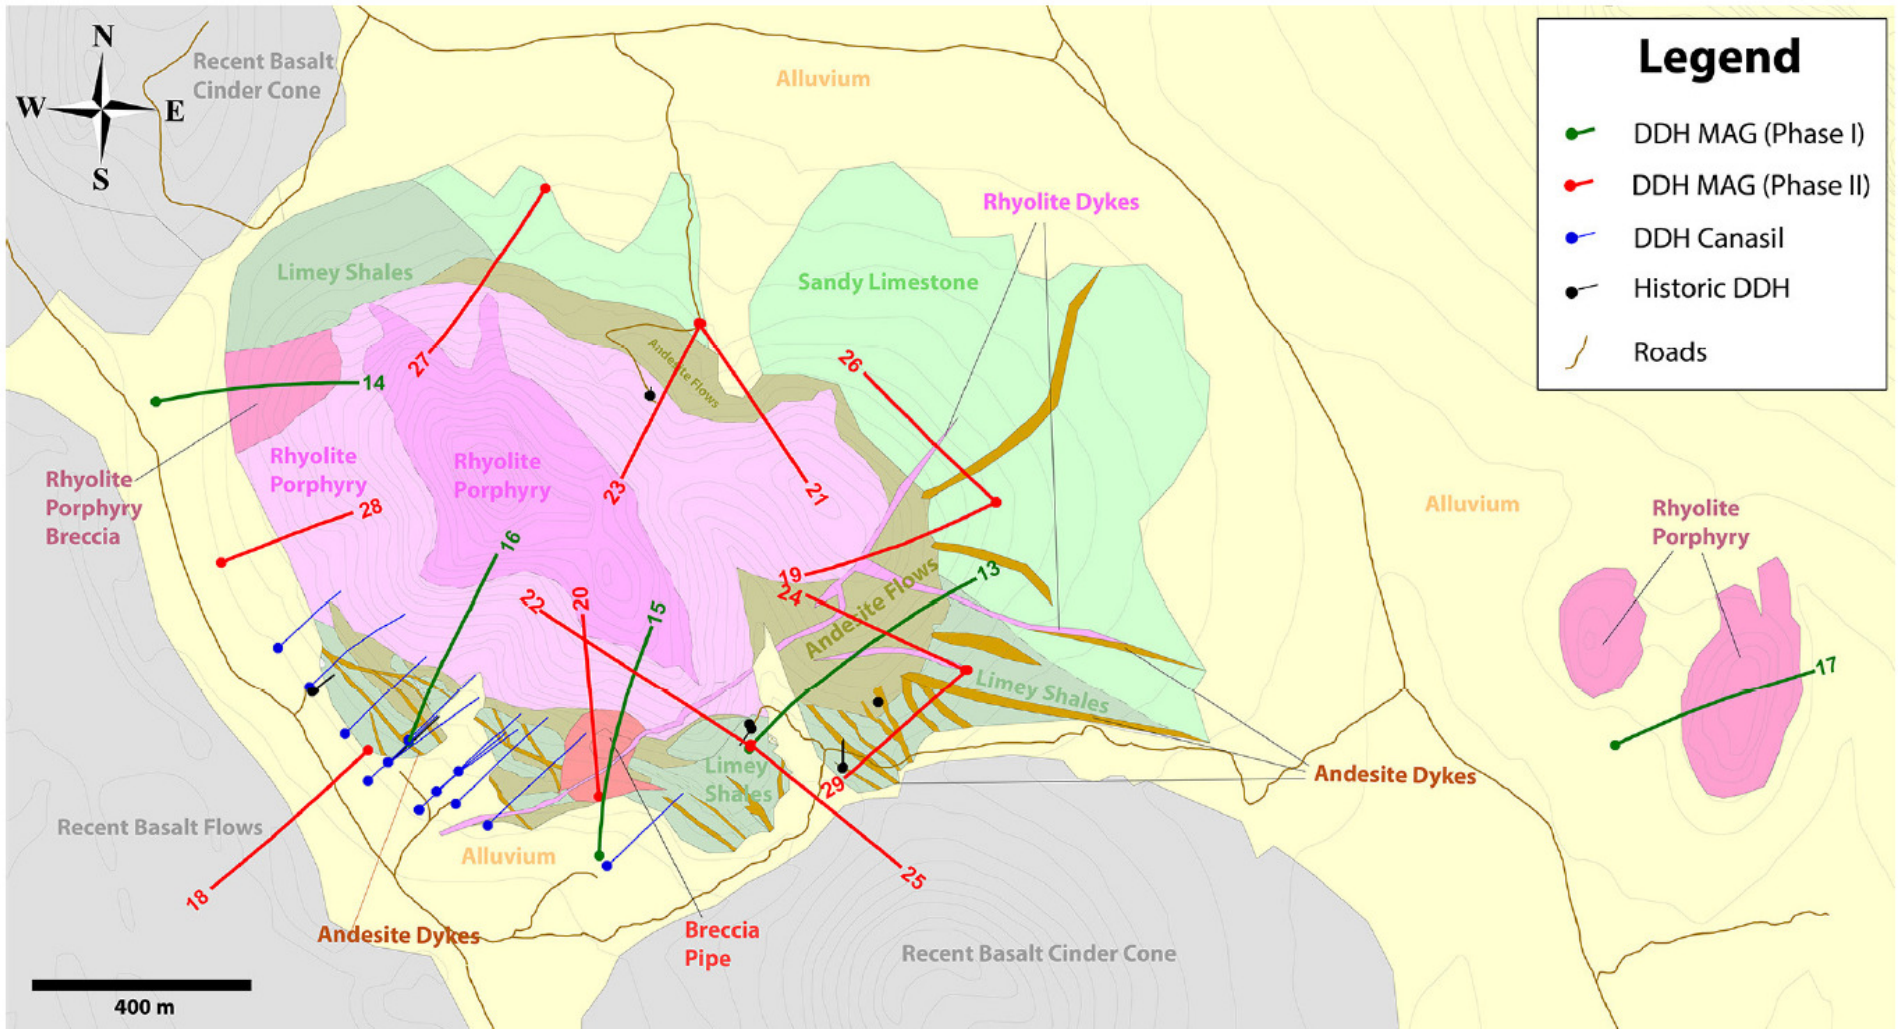 N
W
E
S
Recent Basalt
Cinder Cone
Alluvium
Legend
DDH MAG (Phase I)
DDH MAG (Phase II)
DDH Canasil
Historic DDH
Roads
Rhyolite Dykes
Limey Shales
Sandy Limestone
Andesite Flows
27
14
26
Rhyolite
Porphyry
Rhyolite
Porphyry
Rhyolite
Porphyry
Breccia
23
21
28
Alluvium
Rhyolite
Porphyry
16
19
24
13
22
20
15
Andesite Flows
Limey Shales
17
Limey
Shales
29
Andesite Dykes
Recent Basalt Flows
Alluvium
18
25
Andesite Dykes
Breccia
Pipe
Recent Basalt Cinder Cone
400 m